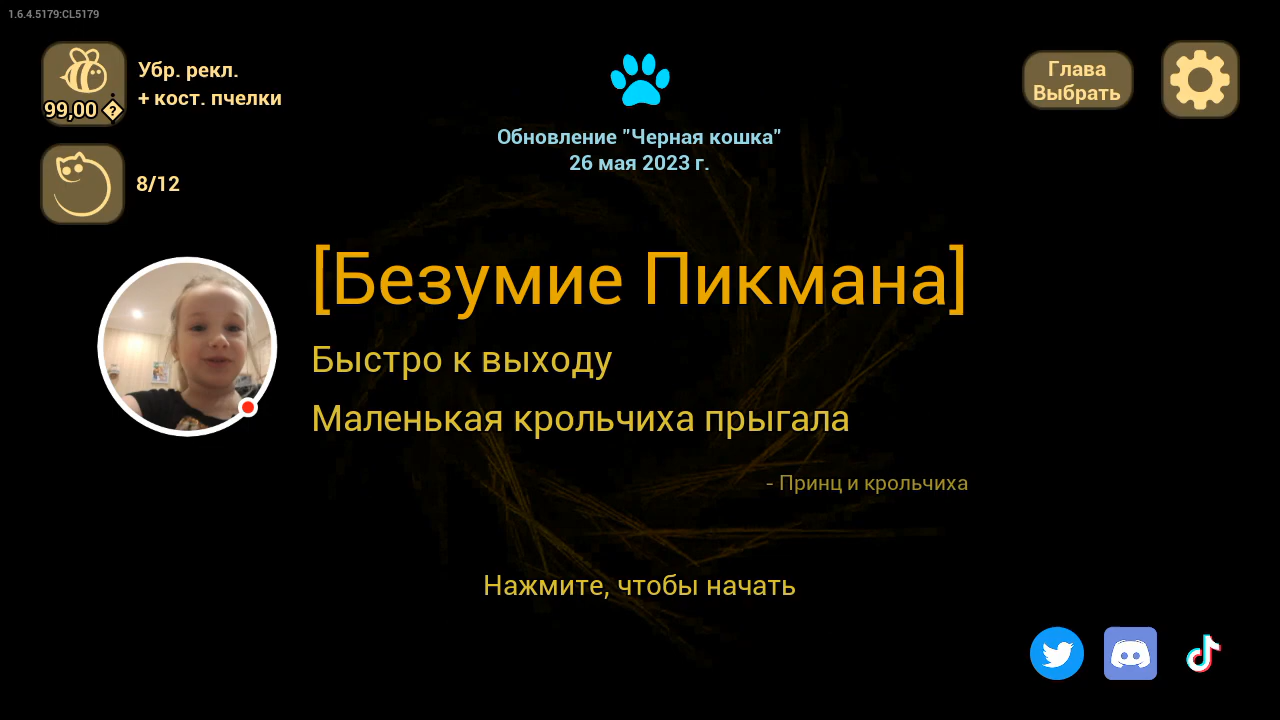 1.6.4.5179:CL5179
Убр. рекл.
+ кост. пчелки
99,00
8/12
Обновление "Черная кошка"
26 мая 2023 г.
Глава
Выбрать
[Безумие Пикмана]
Быстро к выходу
Маленькая крольчиха прыгала
- Принц и крольчиха
Нажмите, чтобы начать